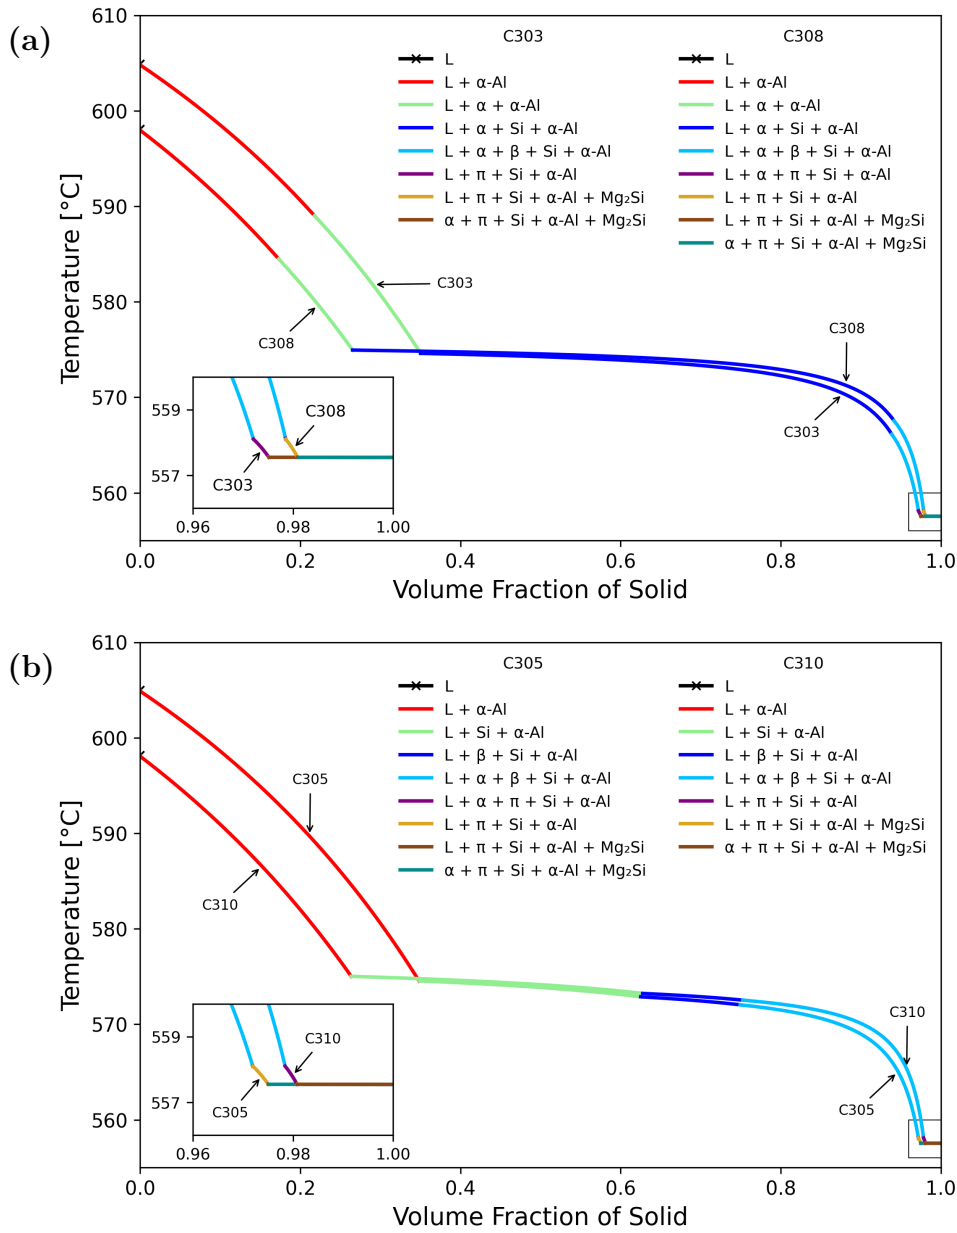 (a)
610
600
590
580
570
560
Temperature [°C]
C303
L
L + α-Al
L + α + α-Al
L + α + Si + α-Al
L + α + β + Si + α-Al
L + π + Si + α-Al
L + π + Si + α-Al + Mg₂Si
α + π + Si + α-Al + Mg₂Si
C308
L
L + α-Al
L + α + α-Al
L + α + Si + α-Al
L + α + β + Si + α-Al
L + α + π + Si + α-Al
L + π + Si + α-Al
L + π + Si + α-Al + Mg₂Si
α + π + Si + α-Al + Mg₂Si
C303
C308
C308
C303
559
557
C308
C303
0.96 0.98 1.00
0.0 0.2 0.4 0.6 0.8 1.0
Volume Fraction of Solid
(b)
610
600
590
580
570
560
Temperature [°C]
C305
L
L + α-Al
L + Si + α-Al
L + β + Si + α-Al
L + α + β + Si + α-Al
L + α + π + Si + α-Al
L + π + Si + α-Al
L + π + Si + α-Al + Mg₂Si
α + π + Si + α-Al + Mg₂Si
C310
L
L + α-Al
L + Si + α-Al
L + β + Si + α-Al
L + α + β + Si + α-Al
L + π + Si + α-Al
L + π + Si + α-Al + Mg₂Si
α + π + Si + α-Al + Mg₂Si
C305
C310
C310
C305
559
557
C310
C305
0.96 0.98 1.00
0.0 0.2 0.4 0.6 0.8 1.0
Volume Fraction of Solid